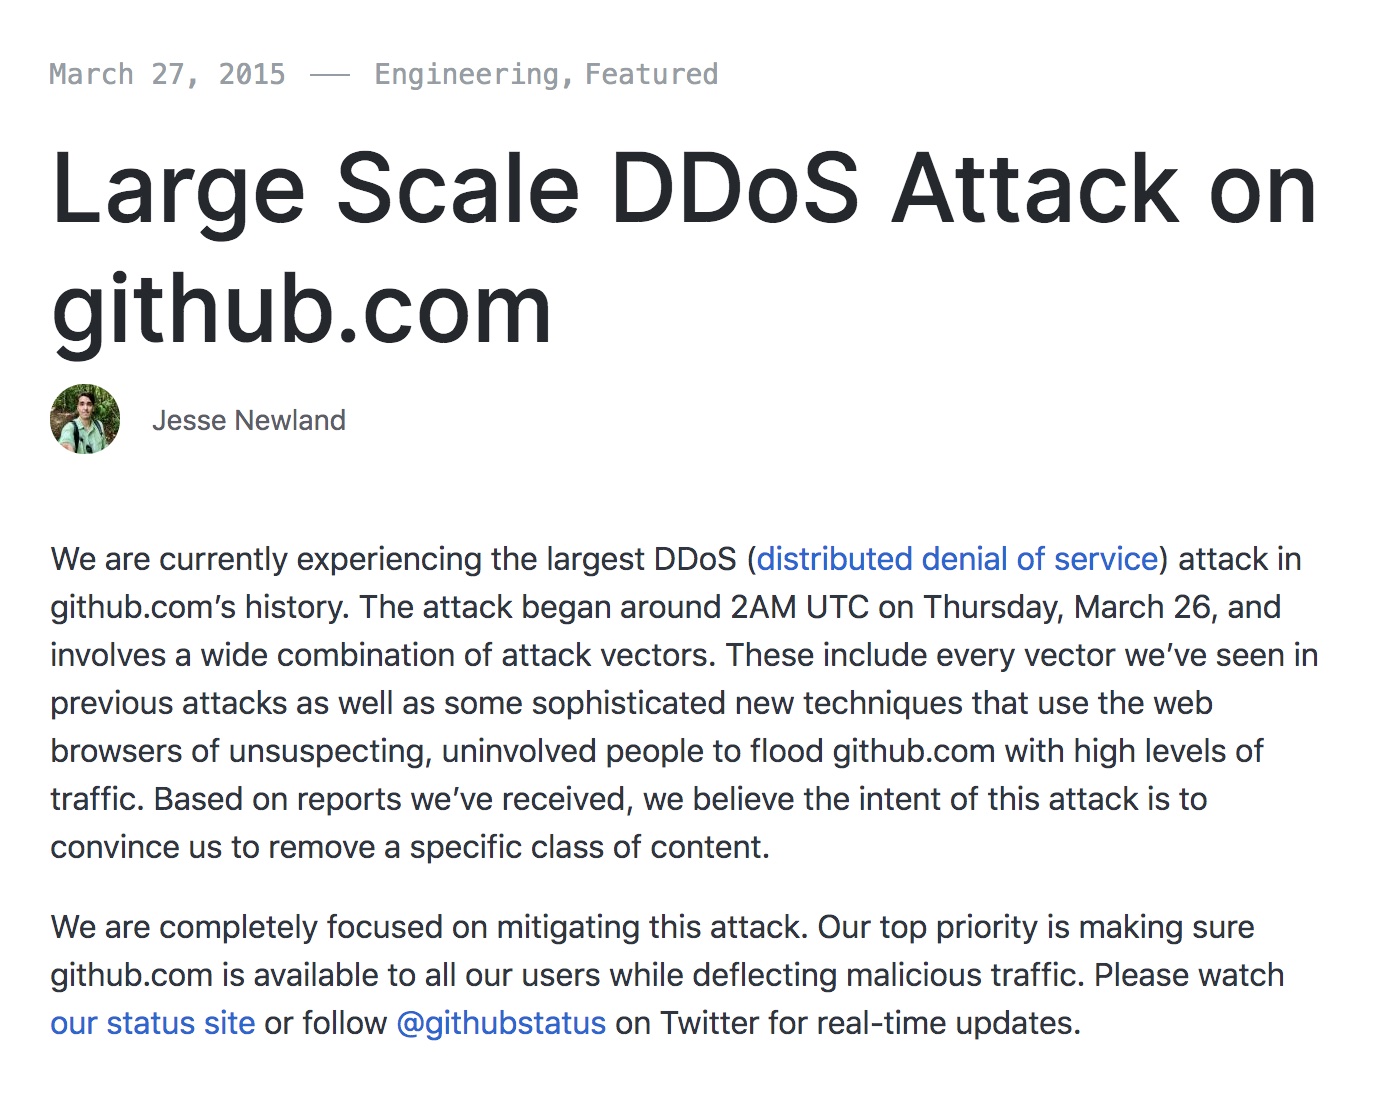 March 27, 2015 — Engineering, Featured
Large Scale DDoS Attack on
github.com
Jesse Newland
We are currently experiencing the largest DDoS (distributed denial of service) attack in
github.com’s history. The attack began around 2AM UTC on Thursday, March 26, and
involves a wide combination of attack vectors. These include every vector we’ve seen in
previous attacks as well as some sophisticated new techniques that use the web
browsers of unsuspecting, uninvolved people to flood github.com with high levels of
traffic. Based on reports we’ve received, we believe the intent of this attack is to
convince us to remove a specific class of content.
We are completely focused on mitigating this attack. Our top priority is making sure
github.com is available to all our users while deflecting malicious traffic. Please watch
our status site or follow @githubstatus on Twitter for real-time updates.